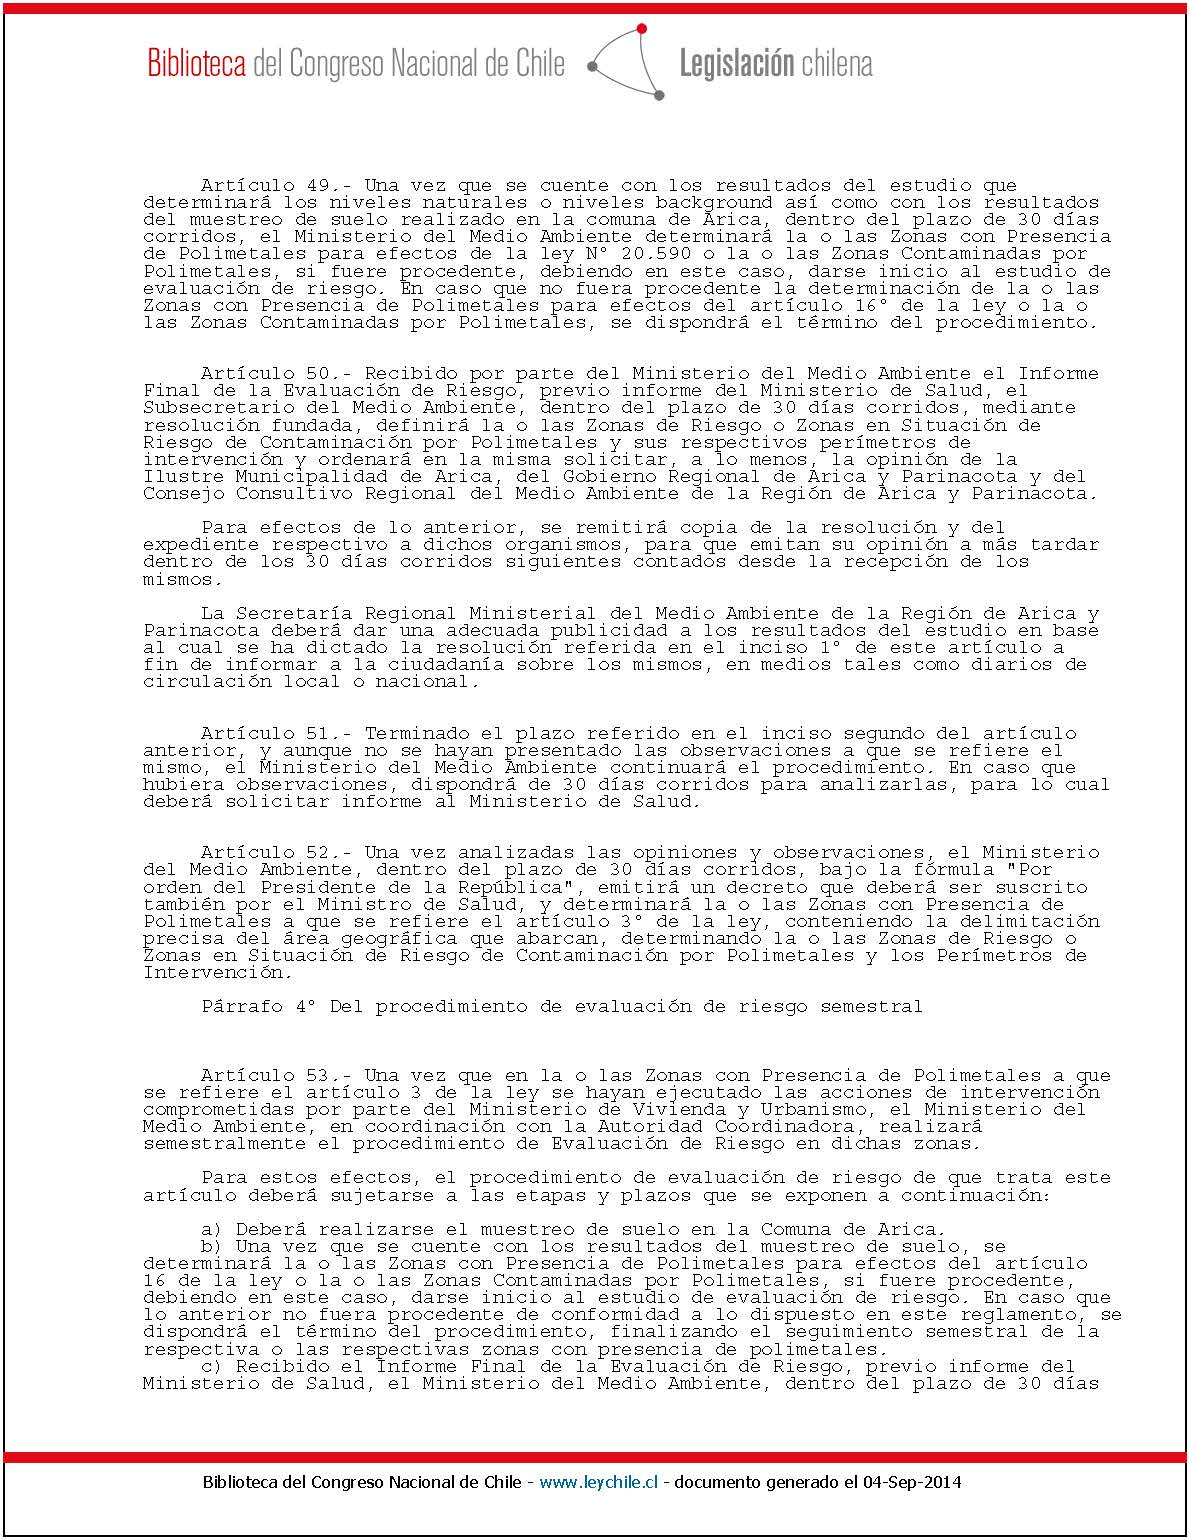 Biblioteca del Congreso Nacional de Chile Legislación chilena
Artículo 49.- Una vez que se cuente con los resultados del estudio que
determinará los niveles naturales o niveles background así como con los resultados
del muestreo de suelo realizado en la comuna de Arica, dentro del plazo de 30 días
corridos, el Ministerio del Medio Ambiente determinará la o las Zonas con Presencia
de Polimetales para efectos de la ley N° 20.590 o la o las Zonas Contaminadas por
Polimetales, si fuere procedente, debiendo en este caso, darse inicio al estudio de
evaluación de riesgo. En caso que no fuera procedente la determinación de la o las
Zonas con Presencia de Polimetales para efectos del artículo 16° de la ley o la o
las Zonas Contaminadas por Polimetales, se dispondrá el término del procedimiento.
Artículo 50.- Recibido por parte del Ministerio del Medio Ambiente el Informe
Final de la Evaluación de Riesgo, previo informe del Ministerio de Salud, el
Subsecretario del Medio Ambiente, dentro del plazo de 30 días corridos, mediante
resolución fundada, definirá la o las Zonas de Riesgo o Zonas en Situación de
Riesgo de Contaminación por Polimetales y sus respectivos perímetros de
intervención y ordenará en la misma solicitar, a lo menos, la opinión de la
Ilustre Municipalidad de Arica, del Gobierno Regional de Arica y Parinacota y del
Consejo Consultivo Regional del Medio Ambiente de la Región de Arica y Parinacota.
Para efectos de lo anterior, se remitirá copia de la resolución y del
expediente respectivo a dichos organismos, para que emitan su opinión a más tardar
dentro de los 30 días corridos siguientes contados desde la recepción de los
mismos.
La Secretaría Regional Ministerial del Medio Ambiente de la Región de Arica y
Parinacota deberá dar una adecuada publicidad a los resultados del estudio en base
al cual se ha dictado la resolución referida en el inciso 1° de este artículo a
fin de informar a la ciudadanía sobre los mismos, en medios tales como diarios de
circulación local o nacional.
Artículo 51.- Terminado el plazo referido en el inciso segundo del artículo
anterior, y aunque no se hayan presentado las observaciones a que se refiere el
mismo, el Ministerio del Medio Ambiente continuará el procedimiento. En caso que
hubiera observaciones, dispondrá de 30 días corridos para analizarlas, para lo cual
deberá solicitar informe al Ministerio de Salud.
Artículo 52.- Una vez analizadas las opiniones y observaciones, el Ministerio
del Medio Ambiente, dentro del plazo de 30 días corridos, bajo la fórmula "Por
orden del Presidente de la República", emitirá un decreto que deberá ser suscrito
también por el Ministro de Salud, y determinará la o las Zonas con Presencia de
Polimetales a que se refiere el artículo 3° de la ley, conteniendo la delimitación
precisa del área geográfica que abarcan, determinando la o las Zonas de Riesgo o
Zonas en Situación de Riesgo de Contaminación por Polimetales y los Perímetros de
Intervención.
Párrafo 4° Del procedimiento de evaluación de riesgo semestral
Artículo 53.- Una vez que en la o las Zonas con Presencia de Polimetales a que
se refiere el artículo 3 de la ley se hayan ejecutado las acciones de intervención
comprometidas por parte del Ministerio de Vivienda y Urbanismo, el Ministerio del
Medio Ambiente, en coordinación con la Autoridad Coordinadora, realizará
semestralmente el procedimiento de Evaluación de Riesgo en dichas zonas.
Para estos efectos, el procedimiento de evaluación de riesgo de que trata este
artículo deberá sujetarse a las etapas y plazos que se exponen a continuación:
a) Deberá realizarse el muestreo de suelo en la Comuna de Arica.
b) Una vez que se cuente con los resultados del muestreo de suelo, se
determinará la o las Zonas con Presencia de Polimetales para efectos del artículo
16 de la ley o la o las Zonas Contaminadas por Polimetales, si fuere procedente,
debiendo en este caso, darse inicio al estudio de evaluación de riesgo. En caso que
lo anterior no fuera procedente de conformidad a lo dispuesto en este reglamento, se
dispondrá el término del procedimiento, finalizando el seguimiento semestral de la
respectiva o las respectivas zonas con presencia de polimetales.
c) Recibido el Informe Final de la Evaluación de Riesgo, previo informe del
Ministerio de Salud, el Ministerio del Medio Ambiente, dentro del plazo de 30 días
Biblioteca del Congreso Nacional de Chile - www.leychile.cl - documento generado el 04-Sep-2014